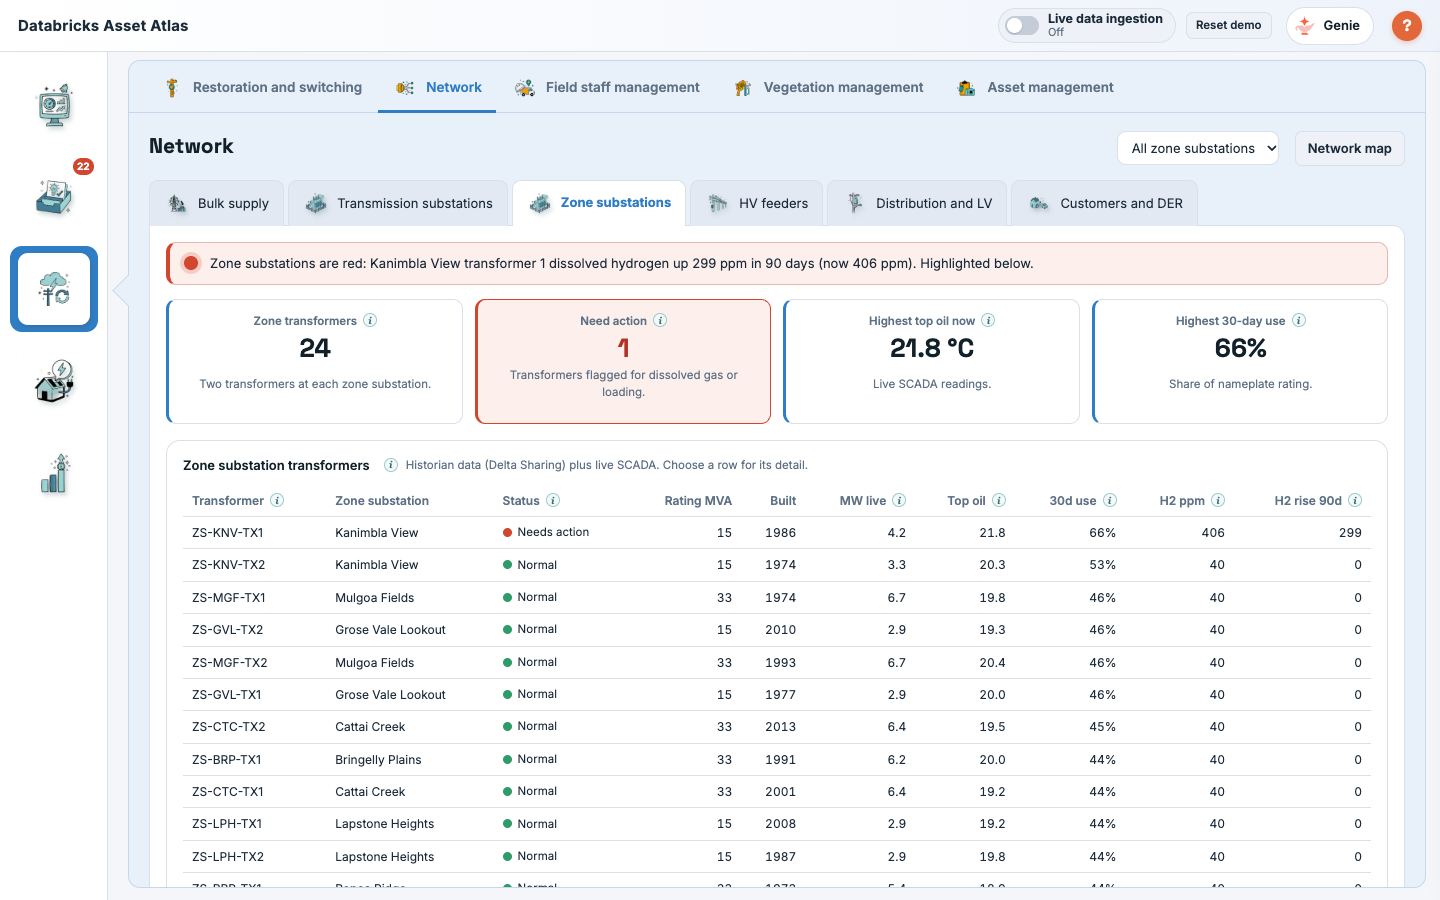 Databricks Asset Atlas
Live data ingestion
Off
Reset demo
Genie
?
22
Restoration and switching
Network
Field staff management
Vegetation management
Asset management
Network
All zone substations
Network map
Bulk supply
Transmission substations
Zone substations
HV feeders
Distribution and LV
Customers and DER
Zone substations are red: Kanimbla View transformer 1 dissolved hydrogen up 299 ppm in 90 days (now 406 ppm). Highlighted below.
Zone transformers i
24
Two transformers at each zone substation.
Need action i
1
Transformers flagged for dissolved gas or
loading.
Highest top oil now i
21.8 °C
Live SCADA readings.
Highest 30-day use i
66%
Share of nameplate rating.
Zone substation transformers i Historian data (Delta Sharing) plus live SCADA. Choose a row for its detail.
Transformer i Zone substation Status i Rating MVA Built MW live i Top oil i 30d use i H2 ppm i H2 rise 90d i
ZS-KNV-TX1 Kanimbla View Needs action 15 1986 4.2 21.8 66% 406 299
ZS-KNV-TX2 Kanimbla View Normal 15 1974 3.3 20.3 53% 40 0
ZS-MGF-TX1 Mulgoa Fields Normal 33 1974 6.7 19.8 46% 40 0
ZS-GVL-TX2 Grose Vale Lookout Normal 15 2010 2.9 19.3 46% 40 0
ZS-MGF-TX2 Mulgoa Fields Normal 33 1993 6.7 20.4 46% 40 0
ZS-GVL-TX1 Grose Vale Lookout Normal 15 1977 2.9 20.0 46% 40 0
ZS-CTC-TX2 Cattai Creek Normal 33 2013 6.4 19.5 45% 40 0
ZS-BRP-TX1 Bringelly Plains Normal 33 1991 6.2 20.0 44% 40 0
ZS-CTC-TX1 Cattai Creek Normal 33 2001 6.4 19.2 44% 40 0
ZS-LPH-TX1 Lapstone Heights Normal 15 2008 2.9 19.2 44% 40 0
ZS-LPH-TX2 Lapstone Heights Normal 15 1987 2.9 19.8 44% 40 0